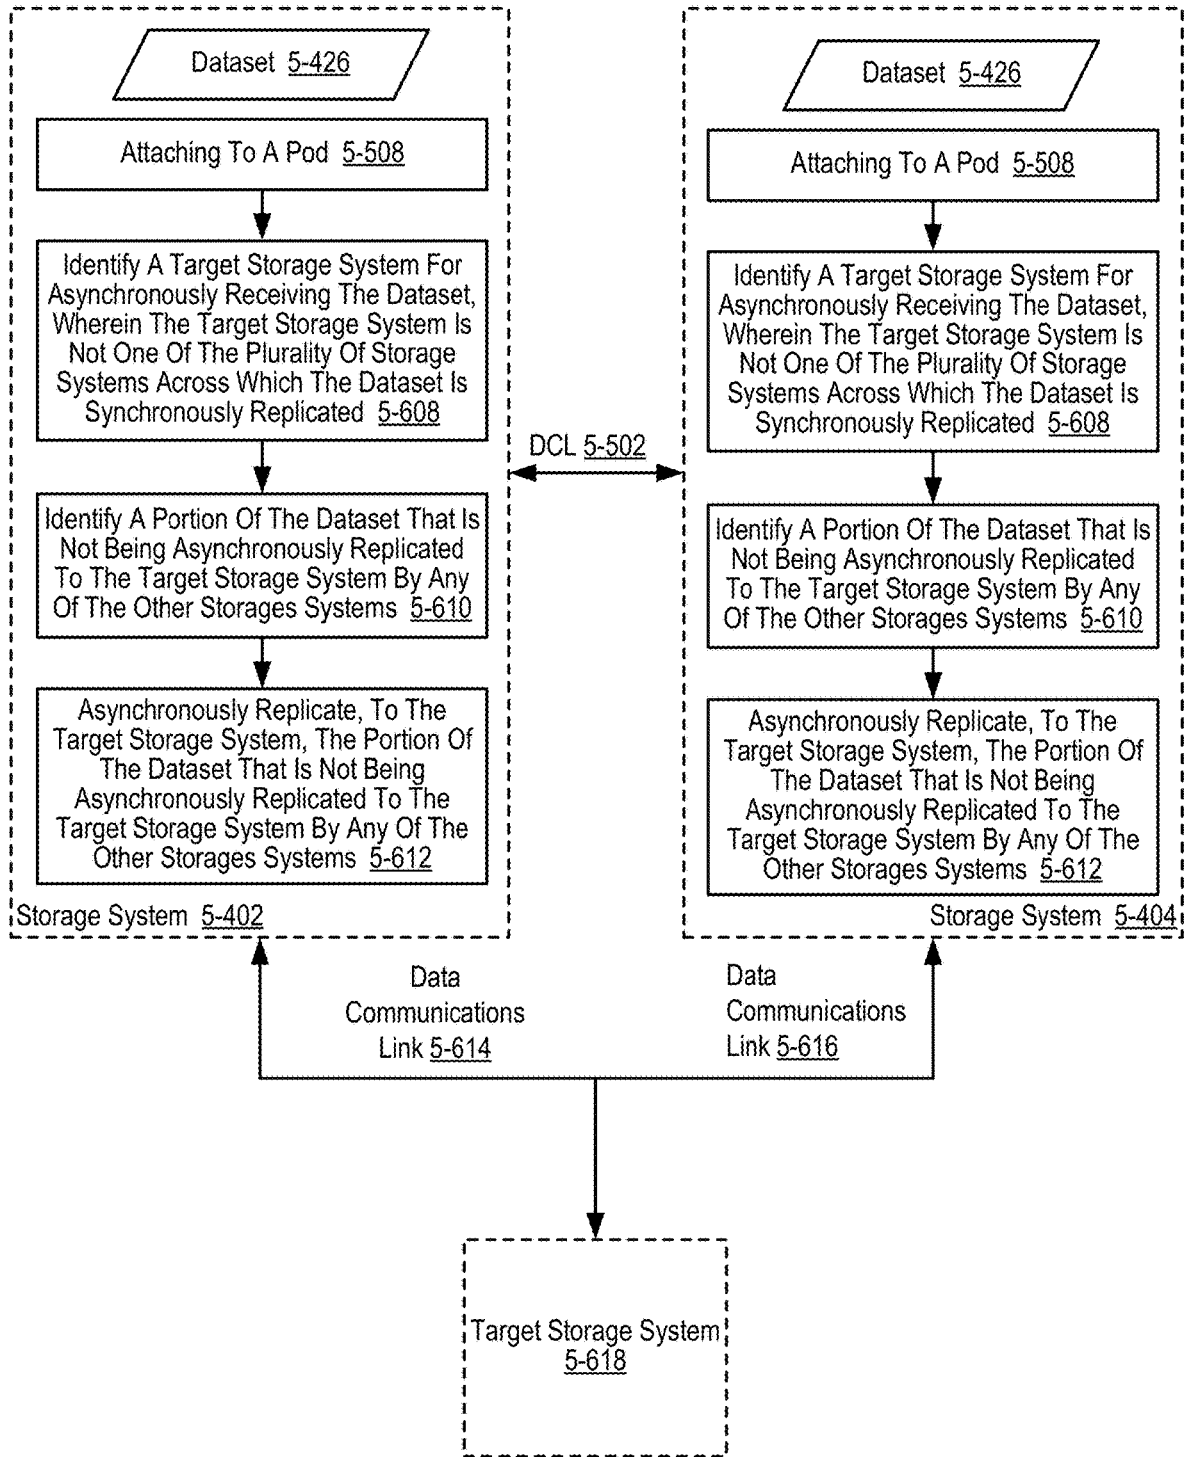 Dataset 5-426
Attaching To A Pod 5-508
Identify A Target Storage System For
Asynchronously Receiving The Dataset,
Wherein The Target Storage System Is
Not One Of The Plurality Of Storage
Systems Across Which The Dataset Is
Synchronously Replicated 5-608
Identify A Portion Of The Dataset That Is
Not Being Asynchronously Replicated
To The Target Storage System By Any
Of The Other Storages Systems 5-610
Asynchronously Replicate, To The
Target Storage System, The Portion Of
The Dataset That Is Not Being
Asynchronously Replicated To The
Target Storage System By Any Of The
Other Storages Systems 5-612
Storage System 5-402
DCL 5-502
Dataset 5-426
Attaching To A Pod 5-508
Identify A Target Storage System For
Asynchronously Receiving The Dataset,
Wherein The Target Storage System Is
Not One Of The Plurality Of Storage
Systems Across Which The Dataset Is
Synchronously Replicated 5-608
Identify A Portion Of The Dataset That Is
Not Being Asynchronously Replicated
To The Target Storage System By Any
Of The Other Storages Systems 5-610
Asynchronously Replicate, To The
Target Storage System, The Portion Of
The Dataset That Is Not Being
Asynchronously Replicated To The
Target Storage System By Any Of The
Other Storages Systems 5-612
Storage System 5-404
Data
Communications
Link 5-614
Data
Communications
Link 5-616
Target Storage System
5-618